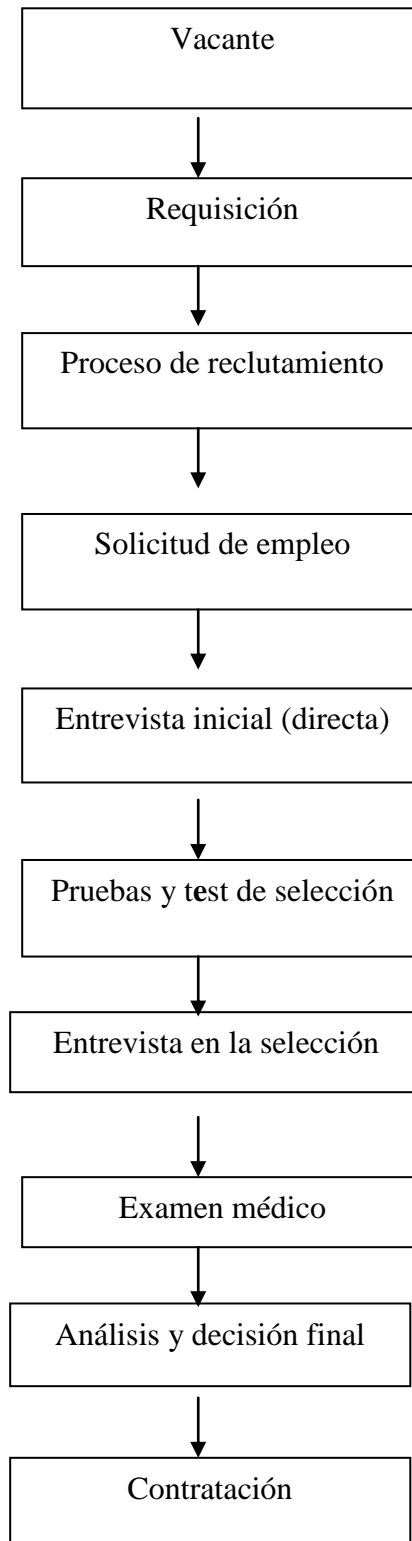 Vacante
Requisición
Proceso de reclutamiento
Solicitud de empleo
Entrevista inicial (directa)
Pruebas y test de selección
Entrevista en la selección
Examen médico
Análisis y decisión final
Contratación